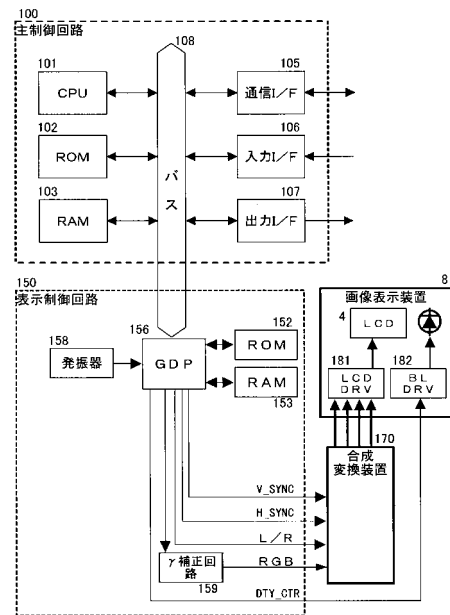 100
主制御回路
108
101
CPU
105
通信I/F
102
ROM
106
入力I/F
103
RAM
107
出力I/F
バス
150
表示制御回路
8
画像表示装置
4
LCD
156
GDP
152
ROM
158
発振器
RAM
153
181
LCD
DRV
182
BL
DRV
170
合成
変換装置
V_SYNC
H_SYNC
L/R
RGB
γ補正回
路
159
DTY_CTR